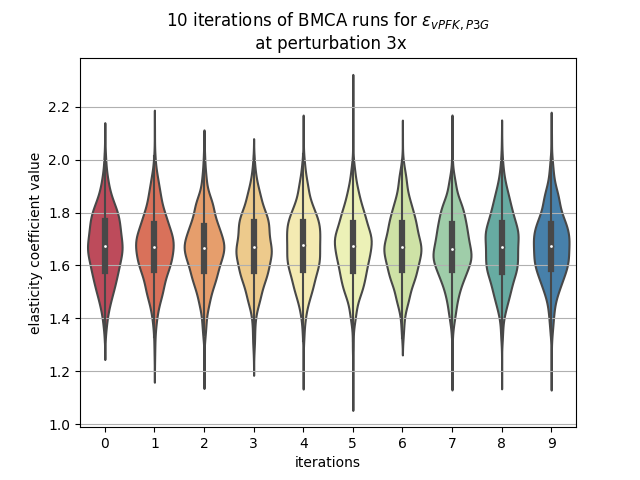 10 iterations of BMCA runs for ε_{vPFK, P3G}
at perturbation 3x
elasticity coefficient value
2.2
2.0
1.8
1.6
1.4
1.2
1.0
0 1 2 3 4 5 6 7 8 9
iterations